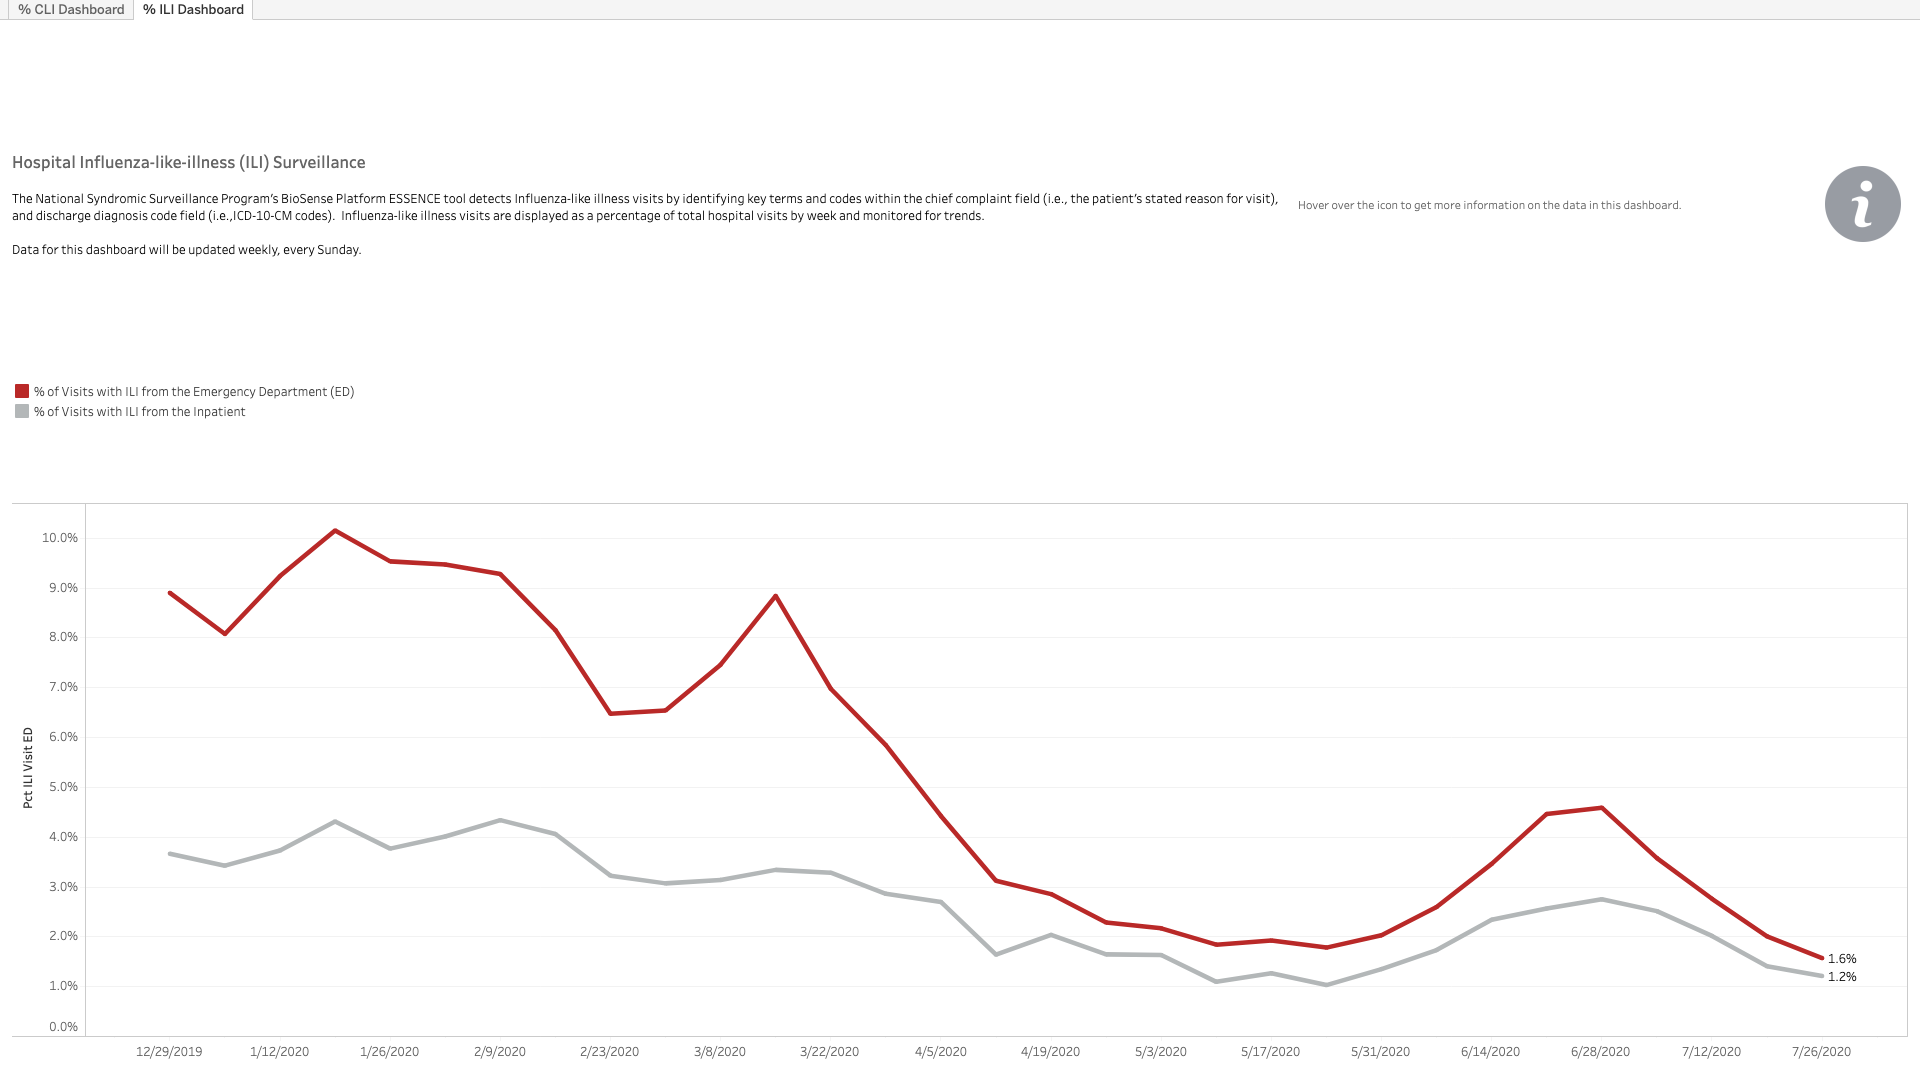 % CLI Dashboard
% ILI Dashboard
Hospital Influenza-like-illness (ILI) Surveillance
The National Syndromic Surveillance Program's BioSense Platform ESSENCE tool detects Influenza-like illness visits by identifying key terms and codes within the chief complaint field (i.e., the patient's stated reason for visit),
and discharge diagnosis code field (i.e.,ICD-10-CM codes).  Influenza-like illness visits are displayed as a percentage of total hospital visits by week and monitored for trends.
Data for this dashboard will be updated weekly, every Sunday.
Hover over the icon to get more information on the data in this dashboard.
i
% of Visits with ILI from the Emergency Department (ED)
% of Visits with ILI from the Inpatient
Pct ILI Visit ED
10.0%
9.0%
8.0%
7.0%
6.0%
5.0%
4.0%
3.0%
2.0%
1.0%
0.0%
1.6%
1.2%
12/29/2019
1/12/2020
1/26/2020
2/9/2020
2/23/2020
3/8/2020
3/22/2020
4/5/2020
4/19/2020
5/3/2020
5/17/2020
5/31/2020
6/14/2020
6/28/2020
7/12/2020
7/26/2020